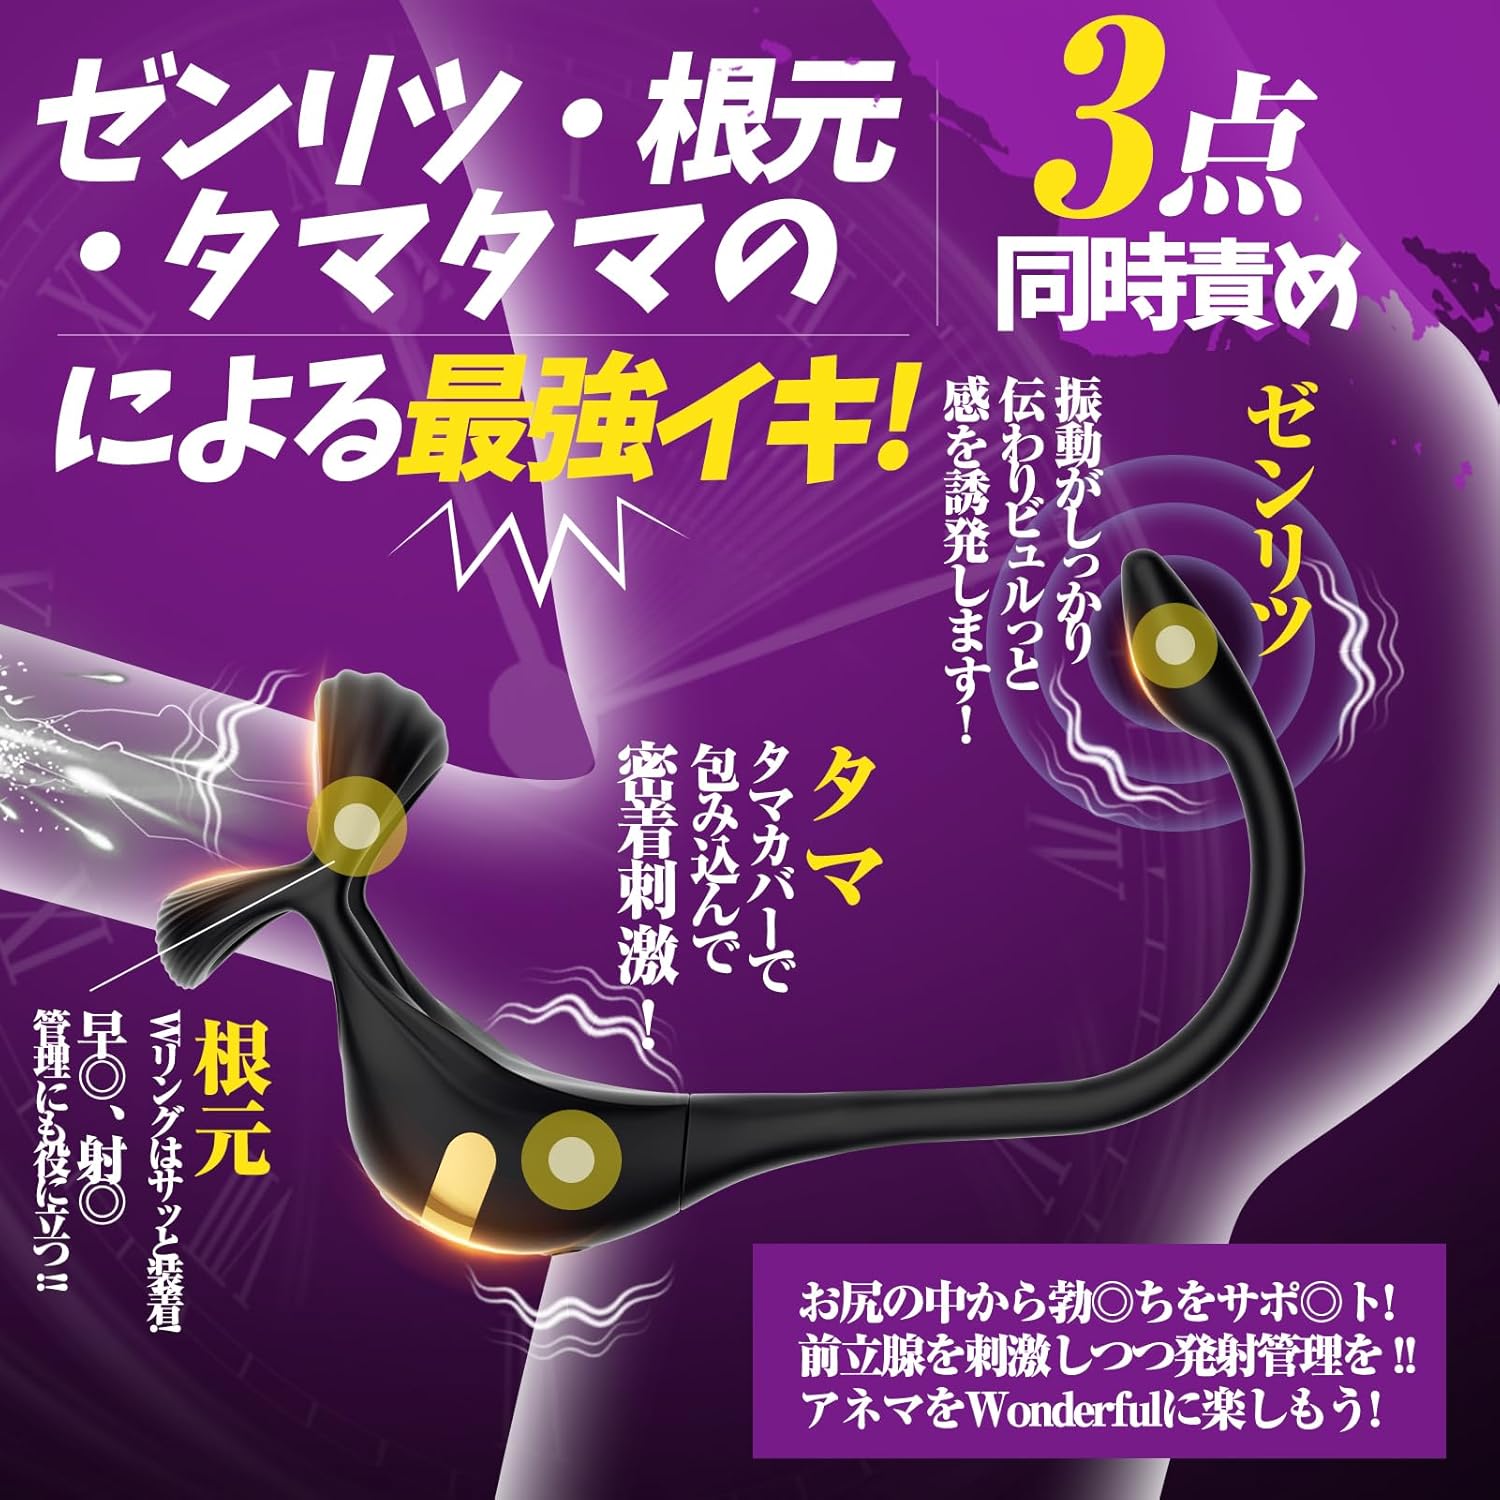 ゼンリツ・根元
・タマタマの
による最強イキ!
3点
同時責め
ゼンリツ
振動がしっかり
伝わりビュルっと
感を誘発します!
タマ
タマカバーで
包み込んで
密着刺激!
根元
Wリングはサッと装着!
早◎、射◎
管理にも役に立つ!!
お尻の中から勃◎ちをサポ◎ト!
前立腺を刺激しつつ発射管理を!!
アネマをWonderfulに楽しもう!